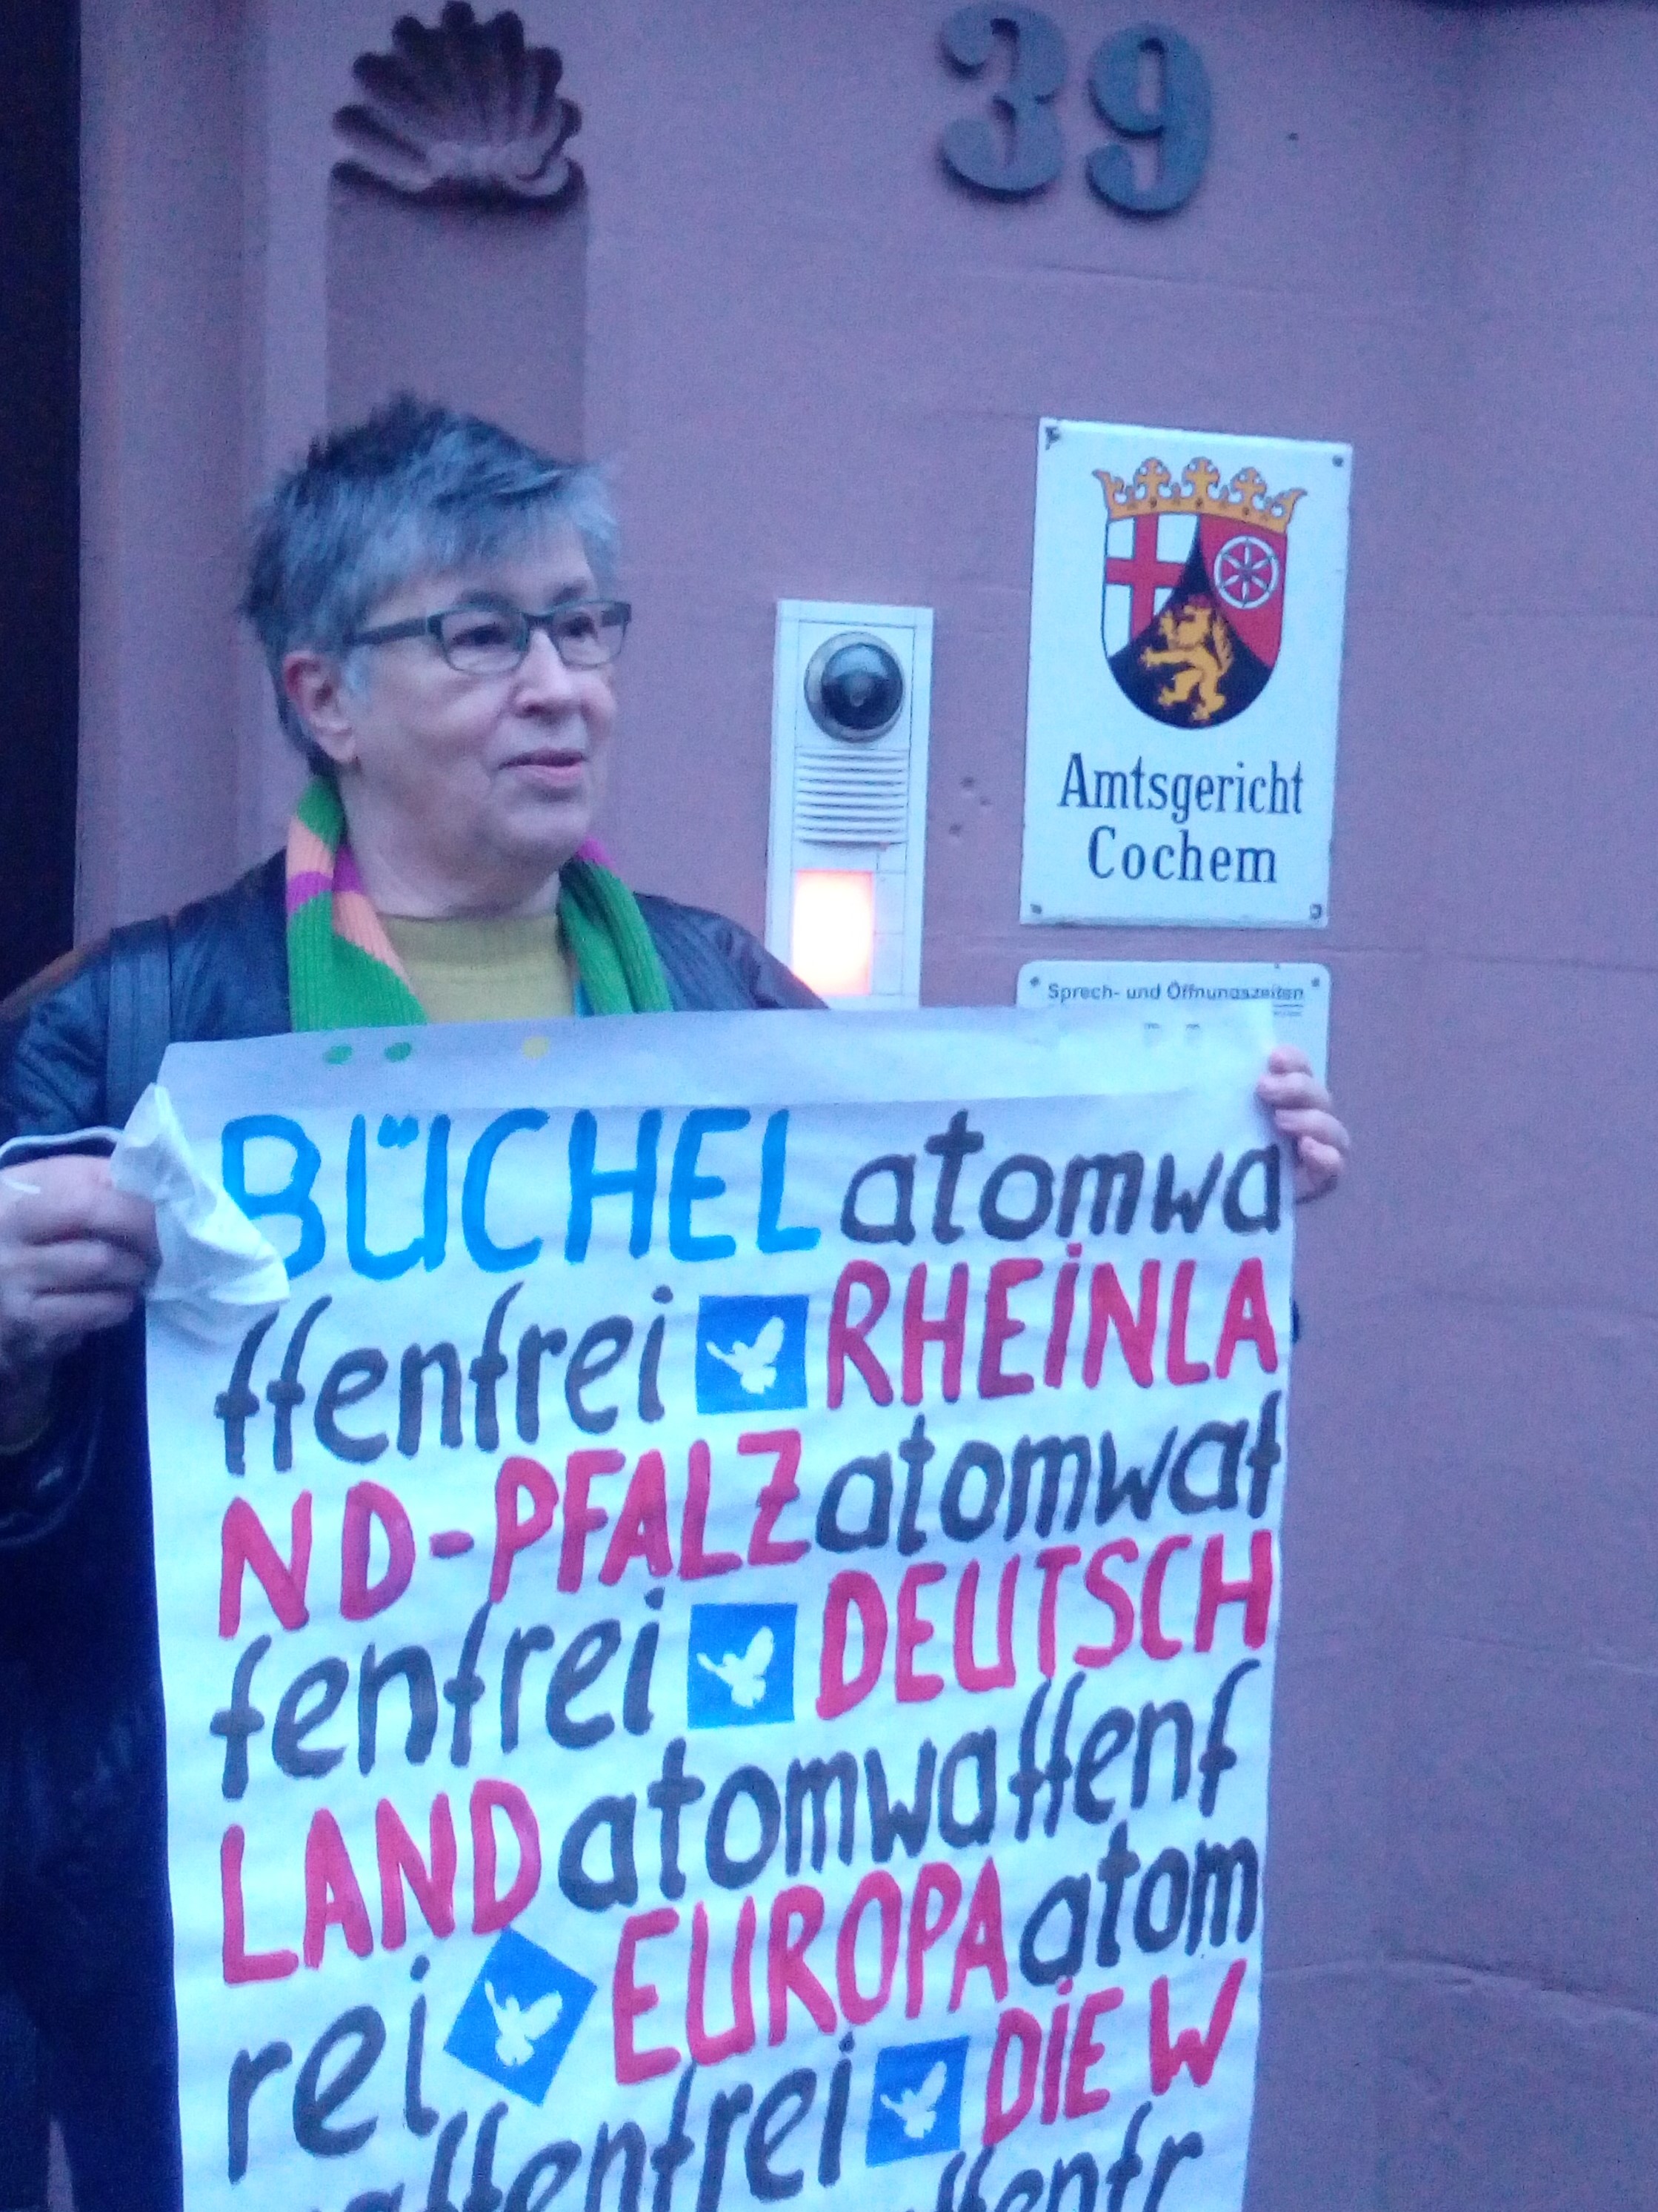 39
Amtsgericht
Cochem
Sprech- und Öffnungszeiten
BÜCHEL atomwa
ffenfrei RHEINLA
ND-PFALZ atomwaf
fenfrei DEUTSCH
LAND atomwaffenf
rei EUROPA atom
waffenfrei DIE W